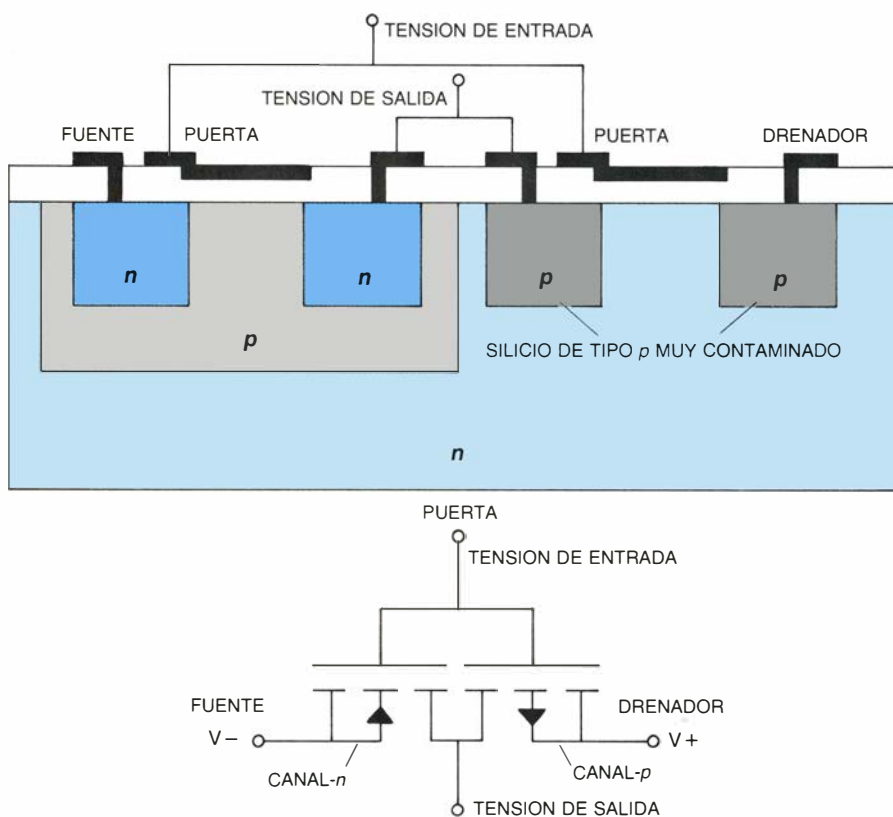 TENSION DE ENTRADA
TENSION DE SALIDA
FUENTE
PUERTA
PUERTA
DRENADOR
n
n
p
p
p
SILICIO DE TIPO p MUY CONTAMINADO
n
PUERTA
TENSION DE ENTRADA
FUENTE
DRENADOR
V−
V+
CANAL-n
CANAL-p
TENSION DE SALIDA